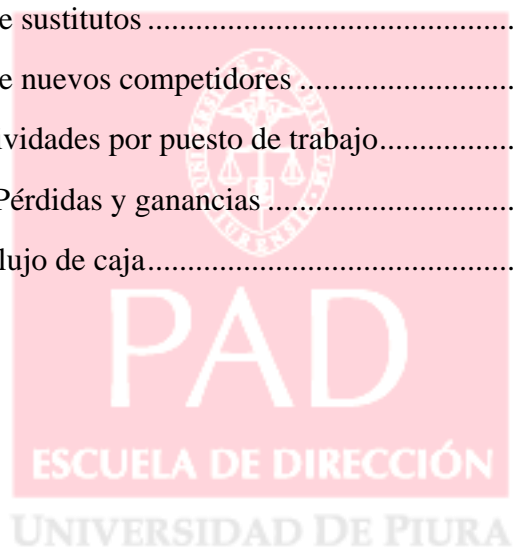 e sustitutos ..........................................
e nuevos competidores ........................
ividades por puesto de trabajo..............
Pérdidas y ganancias ...........................
lujo de caja..........................................
PAD
ESCUELA DE DIRECCIÓN
UNIVERSIDAD DE PIURA